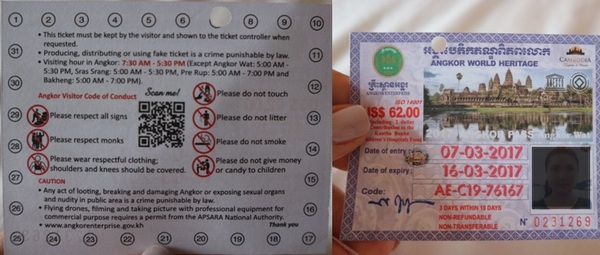 1 2 3 4 5 6 7 8 9 10
• This ticket must be kept by the visitor and shown to the ticket controller when
requested.
• Producing, distributing or using fake ticket is a crime punishable by law.
• Visiting hour in Angkor: 7:30 AM - 5:30 PM (Except Angkor Wat: 5:00 AM -
5:30 PM, Sras Srang: 5:00 AM - 5:30 PM, Pre Rup: 5:00 AM - 7:00 PM and
Bakheng: 5:00 AM - 7:00 PM).
Angkor Visitor Code of Conduct
Scan me!
Please do not touch
Please respect all signs
Please do not litter
Please respect monks
Please do not smoke
Please wear respectful clothing,
shoulders and knees should be covered.
Please do not give money
or candy to children
CAUTION
• Any act of looting, breaking and damaging Angkor or exposing sexual organs
and nudity in public area is a crime punishable by law.
• Flying drones, filming and taking picture with professional equipment for
commercial purpose requires a permit from the APSARA National Authority.
• www.angkorenterprise.gov.kh
Thank you
31
30
29
28
27
26
11
12
13
14
15
16
25 24 23 22 21 20 19 18 17
ANGKOR WORLD HERITAGE
CAMBODIA
ANGKOR ENTERPRISE
ISO 14001
US$ 62.00
Date of entry:
07-03-2017
Date of expiry:
16-03-2017
Code:
AE-C19-76167
3 DAYS WITHIN 10 DAYS
NON-REFUNDABLE
NON-TRANSFERABLE
N° 0231269